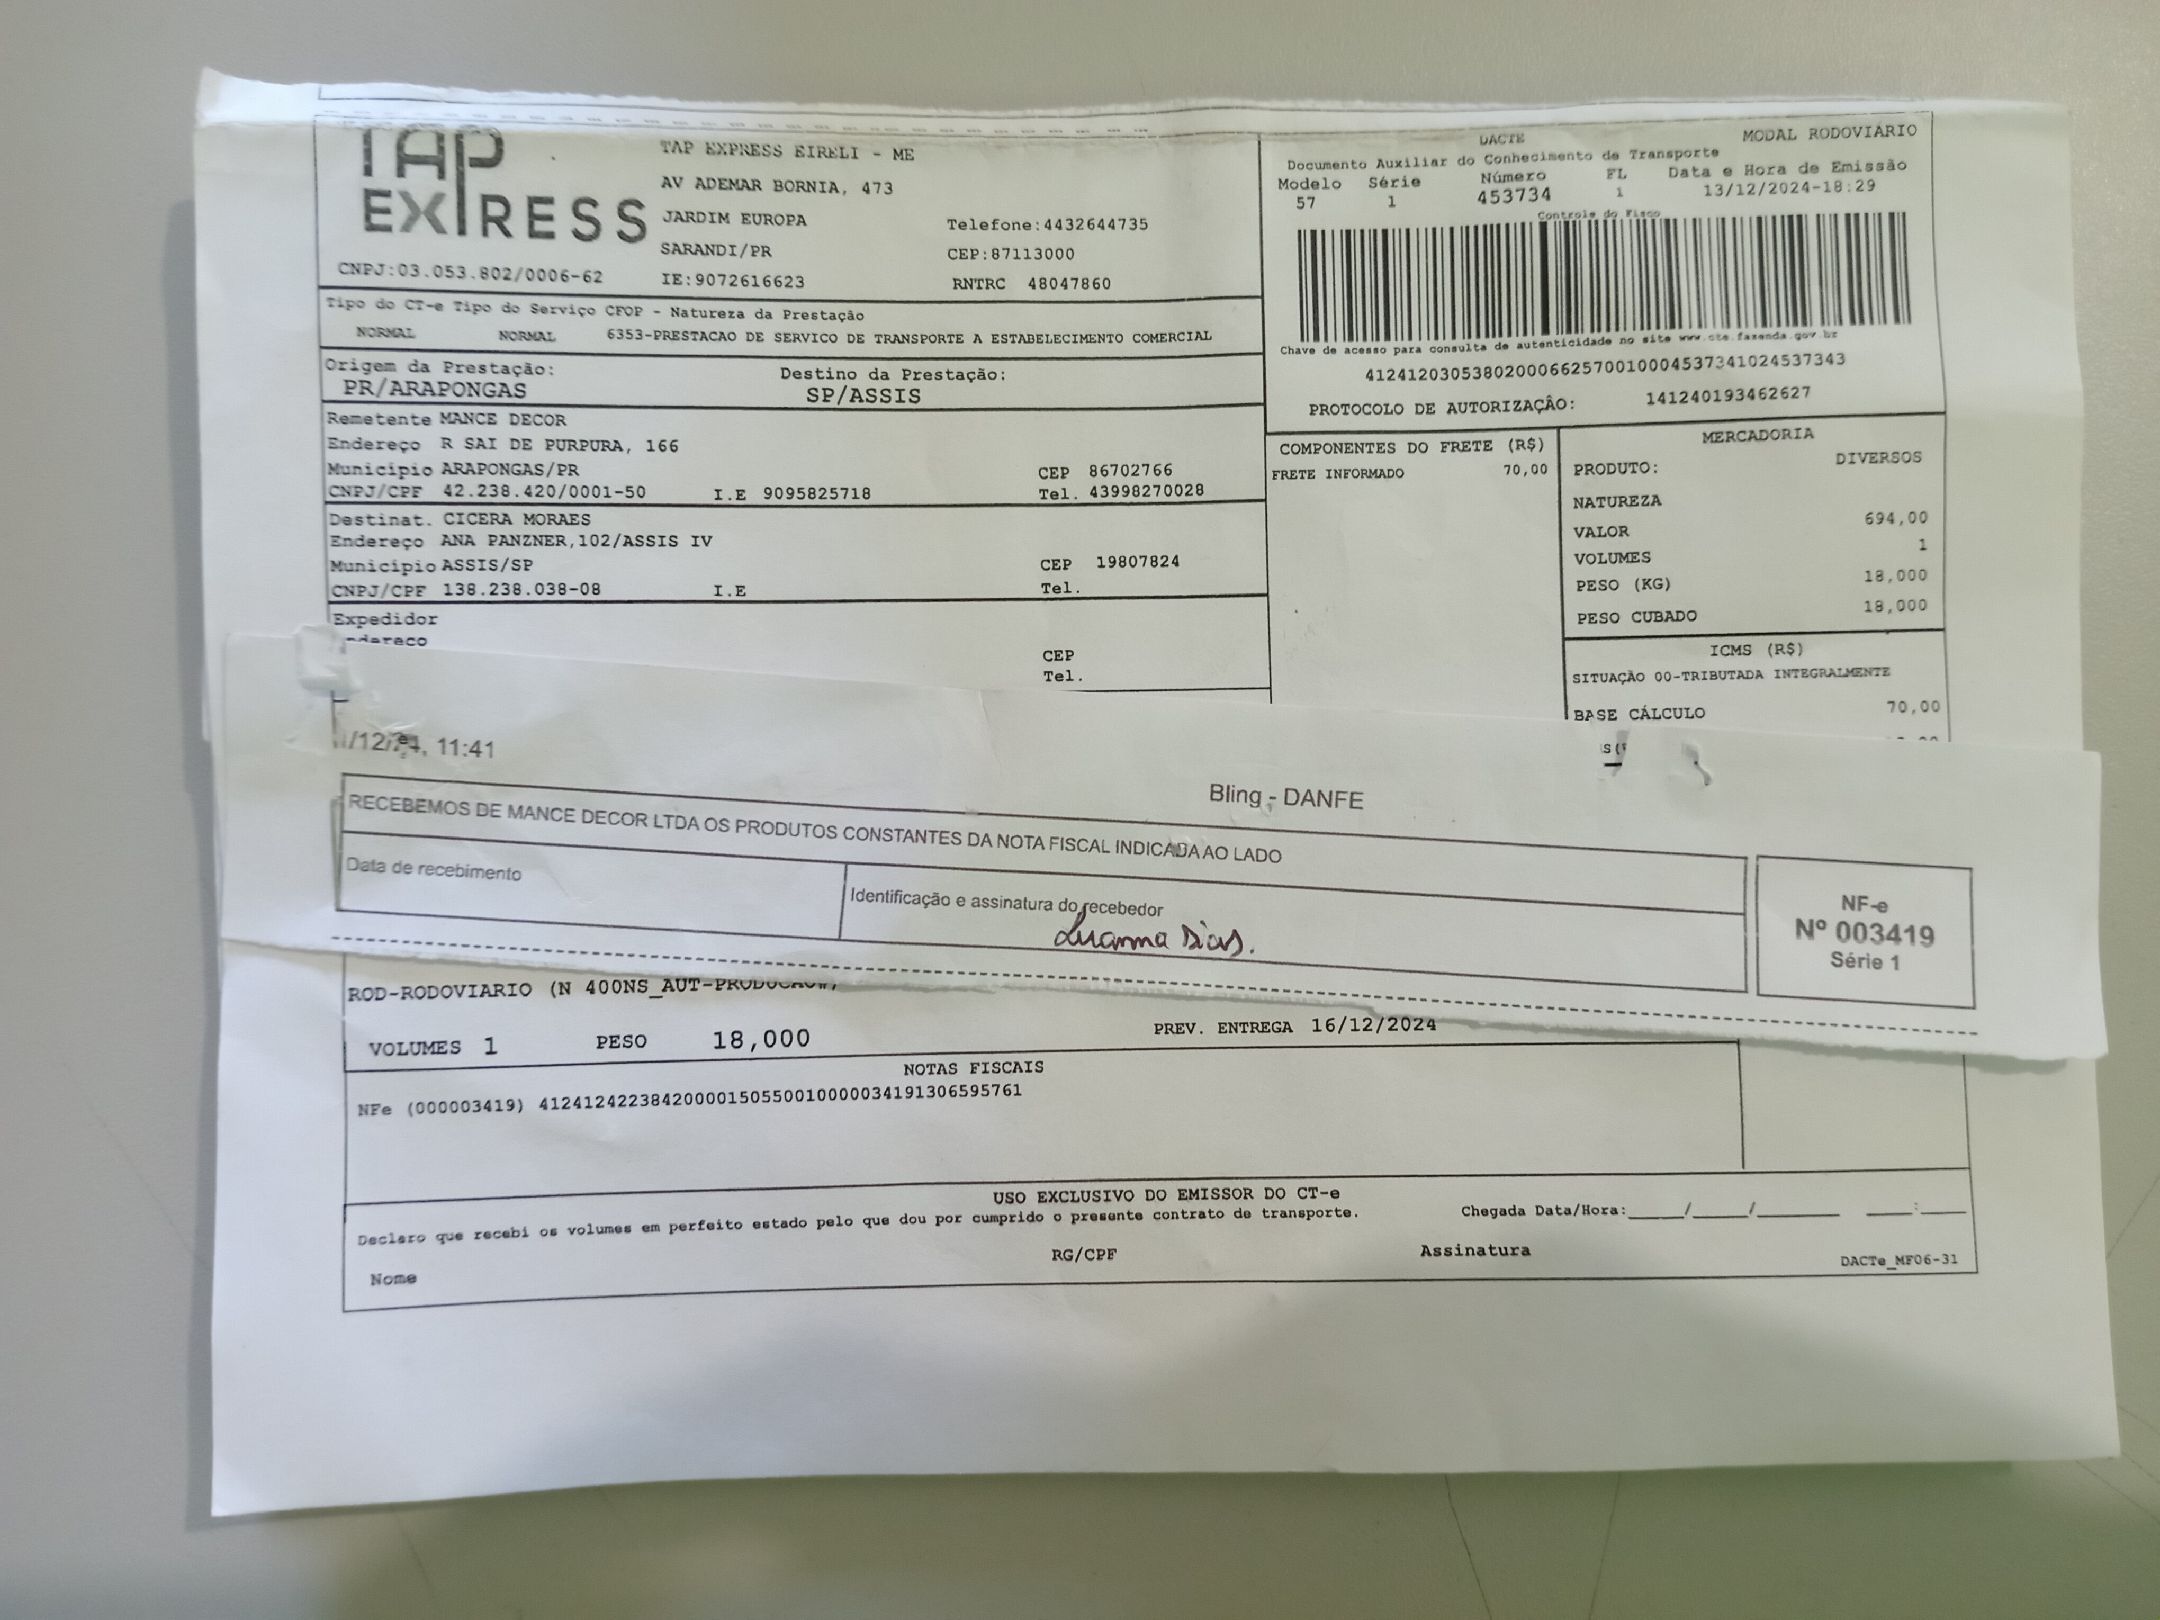 TAP EXPRESS
CNPJ:03.053.802/0006-62
TAP EXPRESS EIRELI - ME
AV ADEMAR BORNIA, 473
JARDIM EUROPA Telefone:4432644735
SARANDI/PR CEP:87113000
IE:9072616623 RNTRC 48047860
DACTE MODAL RODOVIARIO
Documento Auxiliar do Conhecimento de Transporte
Modelo Série Número FL Data e Hora de Emissão
57 1 453734 1 13/12/2024-18:29
Controle do Fisco
Chave de acesso para consulta de autenticidade no site www.cte.fazenda.gov.br
41241203053802000662570010004537341024537343
PROTOCOLO DE AUTORIZAÇÂO: 141240193462627
Tipo do CT-e Tipo do Serviço CFOP - Natureza da Prestação
NORMAL NORMAL 6353-PRESTACAO DE SERVICO DE TRANSPORTE A ESTABELECIMENTO COMERCIAL
Origem da Prestação: Destino da Prestação:
PR/ARAPONGAS SP/ASSIS
Remetente MANCE DECOR
Endereço R SAI DE PURPURA, 166
Município ARAPONGAS/PR CEP 86702766
CNPJ/CPF 42.238.420/0001-50 I.E 9095825718 Tel. 43998270028
Destinat. CICERA MORAES
Endereço ANA PANZNER,102/ASSIS IV
Município ASSIS/SP CEP 19807824
CNPJ/CPF 138.238.038-08 I.E Tel.
Expedidor
CEP
Tel.
COMPONENTES DO FRETE (R$)
FRETE INFORMADO 70,00
MERCADORIA
PRODUTO: DIVERSOS
NATUREZA
VALOR 694,00
VOLUMES 1
PESO (KG) 18,000
PESO CUBADO 18,000
ICMS (R$)
SITUAÇÃO 00-TRIBUTADA INTEGRALMENTE
BASE CÁLCULO 70,00
/12/24, 11:41
Bling - DANFE
RECEBEMOS DE MANCE DECOR LTDA OS PRODUTOS CONSTANTES DA NOTA FISCAL INDICADA AO LADO
Data de recebimento
Identificação e assinatura do recebedor
Luanna Dias.
NF-e
Nº 003419
Série 1
ROD-RODOVIARIO (N 400NS_AUT-PRODUCAO
VOLUMES 1 PESO 18,000 PREV. ENTREGA 16/12/2024
NOTAS FISCAIS
NFe (000003419) 41241242238420000150550010000034191306595761
USO EXCLUSIVO DO EMISSOR DO CT-e
Declaro que recebi os volumes em perfeito estado pelo que dou por cumprido o presente contrato de transporte. Chegada Data/Hora:____/____/______ ____:____
Nome RG/CPF Assinatura
DACTe_MF06-31